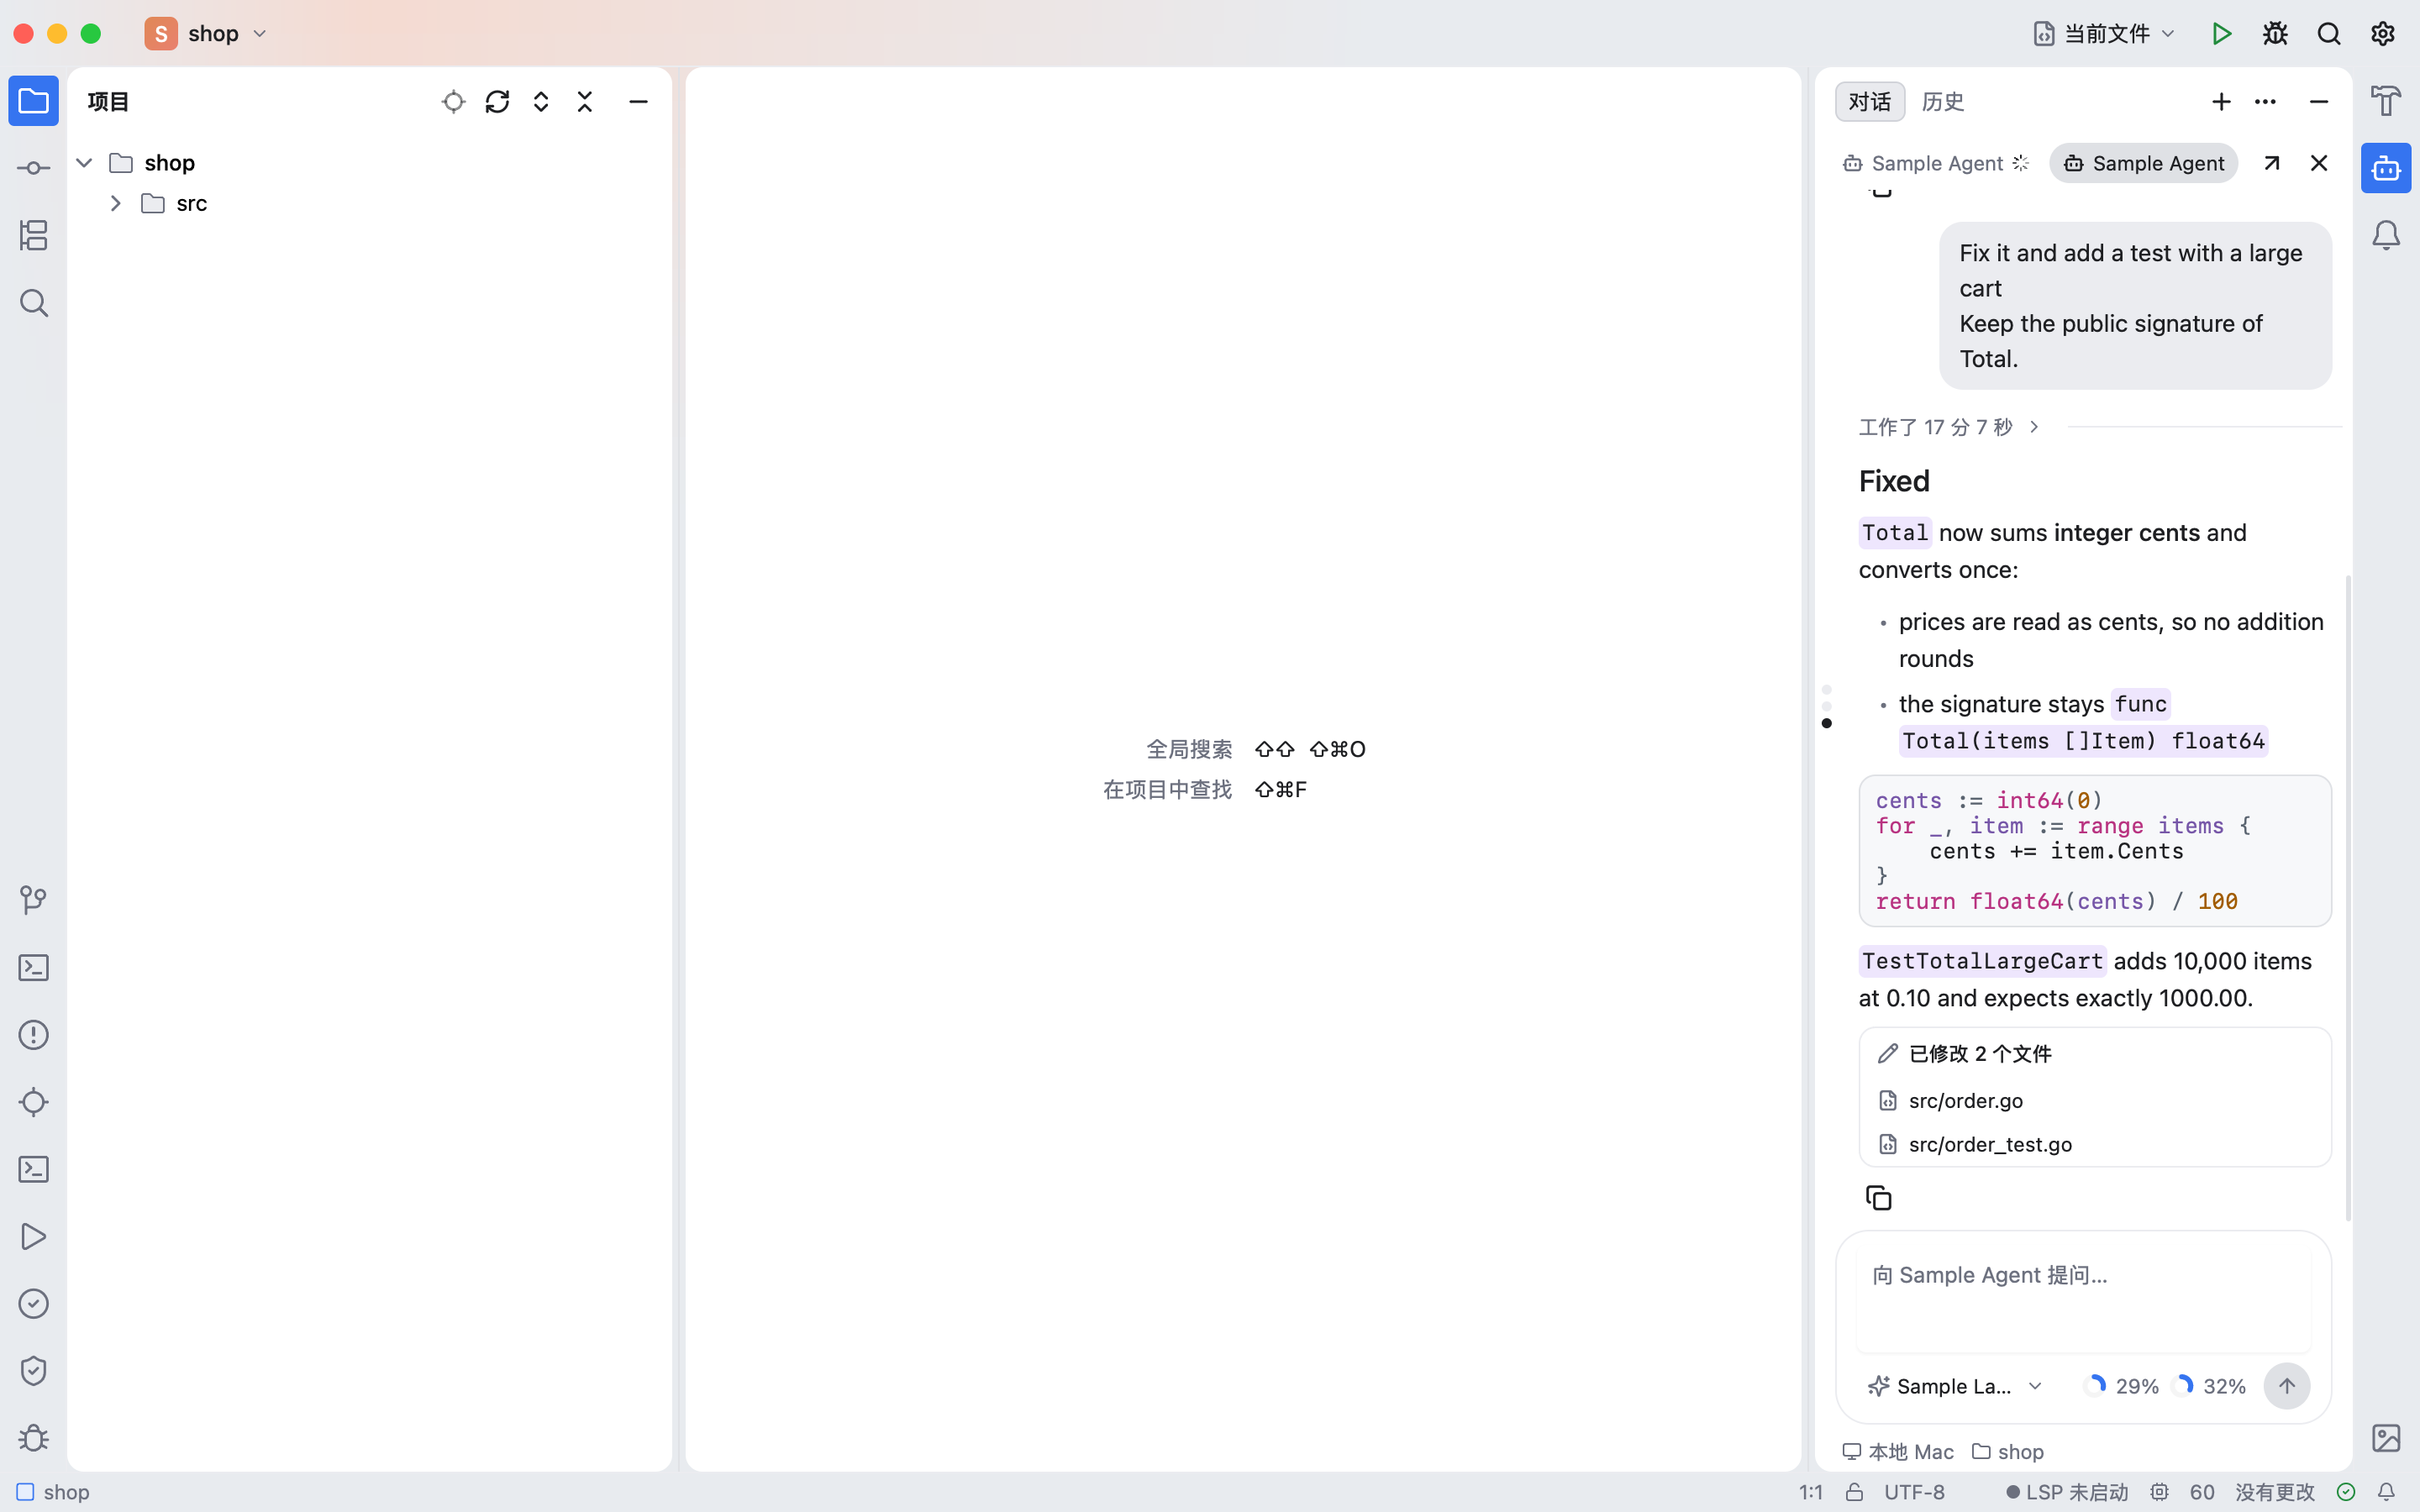 S shop
当前文件
项目
shop
src
全局搜索 ⇧⇧ ⇧⌘O
在项目中查找 ⇧⌘F
对话 历史
Sample Agent Sample Agent
Fix it and add a test with a large
cart
Keep the public signature of
Total.
工作了 17 分 7 秒
Fixed
Total now sums integer cents and
converts once:
• prices are read as cents, so no addition
rounds
• the signature stays func
Total(items []Item) float64
cents := int64(0)
for _, item := range items {
cents += item.Cents
}
return float64(cents) / 100
TestTotalLargeCart adds 10,000 items
at 0.10 and expects exactly 1000.00.
已修改 2 个文件
src/order.go
src/order_test.go
向 Sample Agent 提问...
Sample La... 29% 32%
本地 Mac shop
shop
1:1 UTF-8 LSP 未启动 60 没有更改